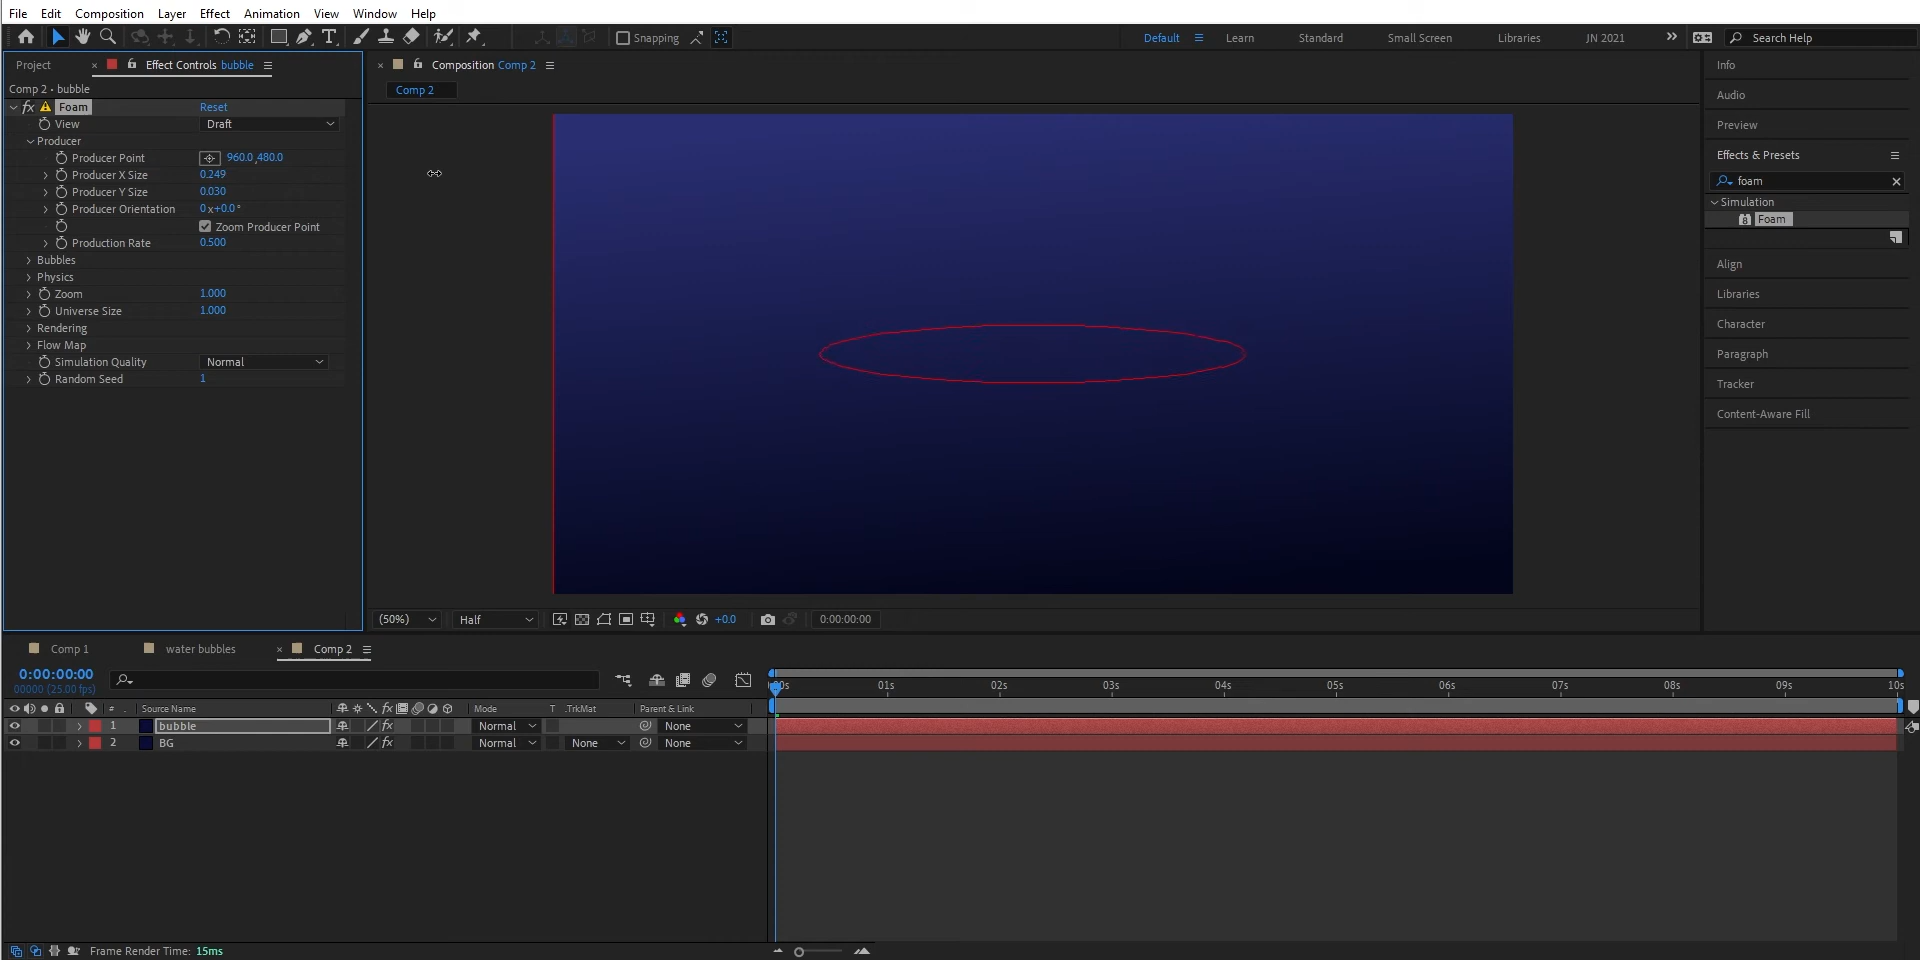 File Edit Composition Layer Effect Animation View Window Help
Snapping Default Learn Standard Small Screen Libraries JN 2021 Search Help
Project Effect Controls bubble
Composition Comp 2
Info
Comp 2 • bubble
Comp 2
Audio
Foam Reset
View Draft
Preview
Producer
Producer Point 960.0,480.0
Effects & Presets
Producer X Size 0.249
foam
Producer Y Size 0.030
Simulation
Producer Orientation 0x+0.0°
Foam
Zoom Producer Point
Production Rate 0.500
Bubbles
Align
Physics
Zoom 1.000
Libraries
Universe Size 1.000
Rendering
Character
Flow Map
Paragraph
Simulation Quality Normal
Random Seed 1
Tracker
Content-Aware Fill
(50%) Half +0.0 0:00:00:00
Comp 1 water bubbles Comp 2
0:00:00:00
00000 (25.00 fps)
01s 02s 03s 04s 05s 06s 07s 08s 09s 10s
# Source Name fx Mode T .TrkMat Parent & Link
1 bubble fx Normal None
2 BG fx Normal None None
Frame Render Time: 15ms